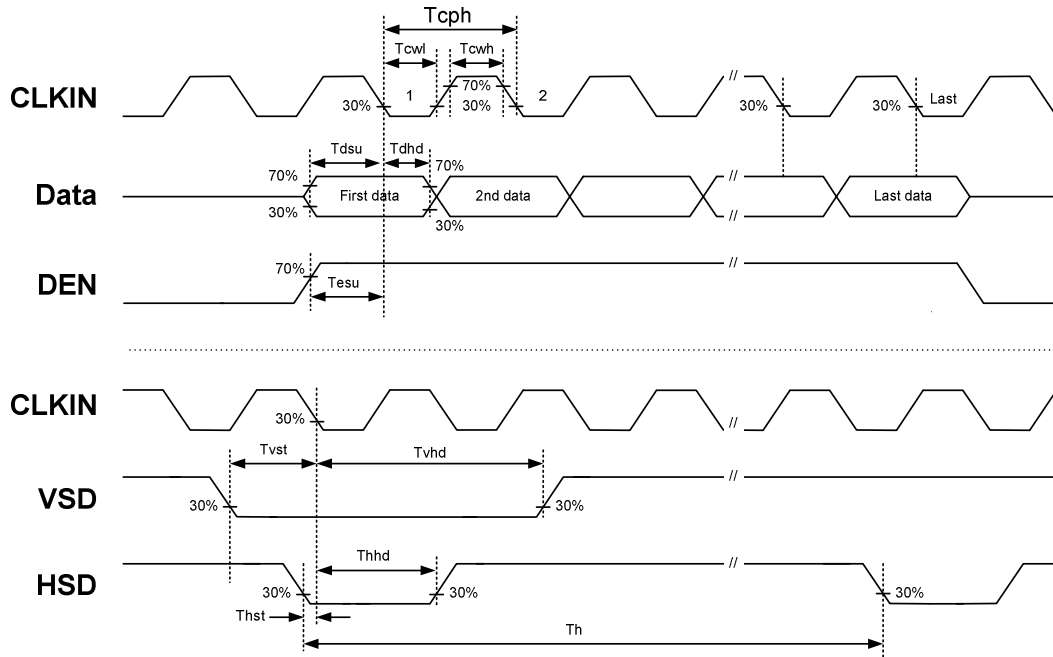 Tcph
Tcwl Tcwh
CLKIN 30% 1 70% 30% 2 // 30% 30% Last
Tdsu Tdhd
Data 70% 30% First data 70% 30% 2nd data // // Last data
DEN 70% Tesu //
CLKIN 30% //
Tvst Tvhd
VSD 30% 30% //
Thhd
HSD 30% 30% // 30%
Thst
Th